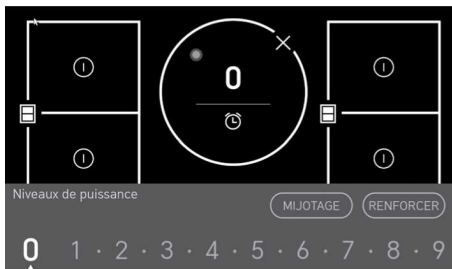 0
Niveaux de puissance
MIJOTAGE
RENFORCER
0 1 · 2 · 3 · 4 · 5 · 6 · 7 · 8 · 9